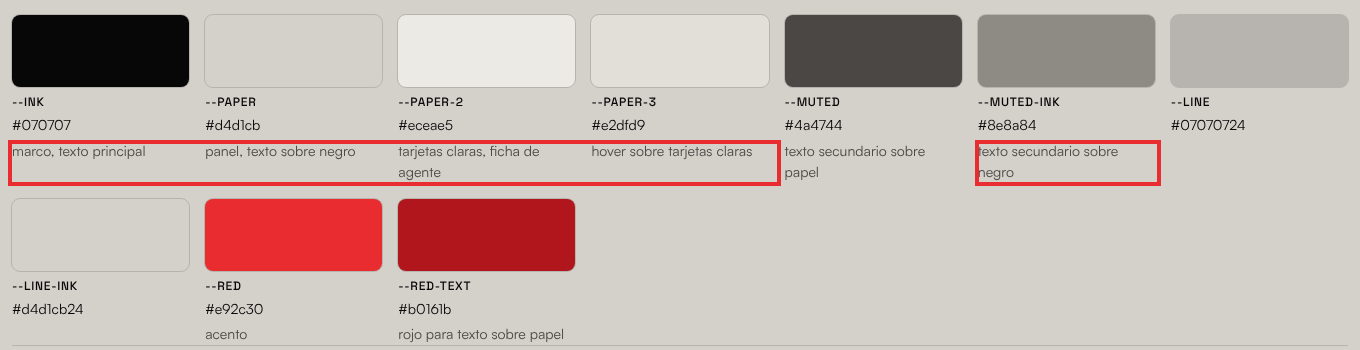 --INK
--PAPER
--PAPER-2
--PAPER-3
--MUTED
--MUTED-INK
--LINE
#070707
#d4d1cb
#eceae5
#e2dfd9
#4a4744
#8e8a84
#07070724
marco, texto principal
panel, texto sobre negro
tarjetas claras, ficha de
agente
hover sobre tarjetas claras
texto secundario sobre
papel
texto secundario sobre
negro
--LINE-INK
--RED
--RED-TEXT
#d4d1cb24
#e92c30
#b0161b
acento
rojo para texto sobre papel